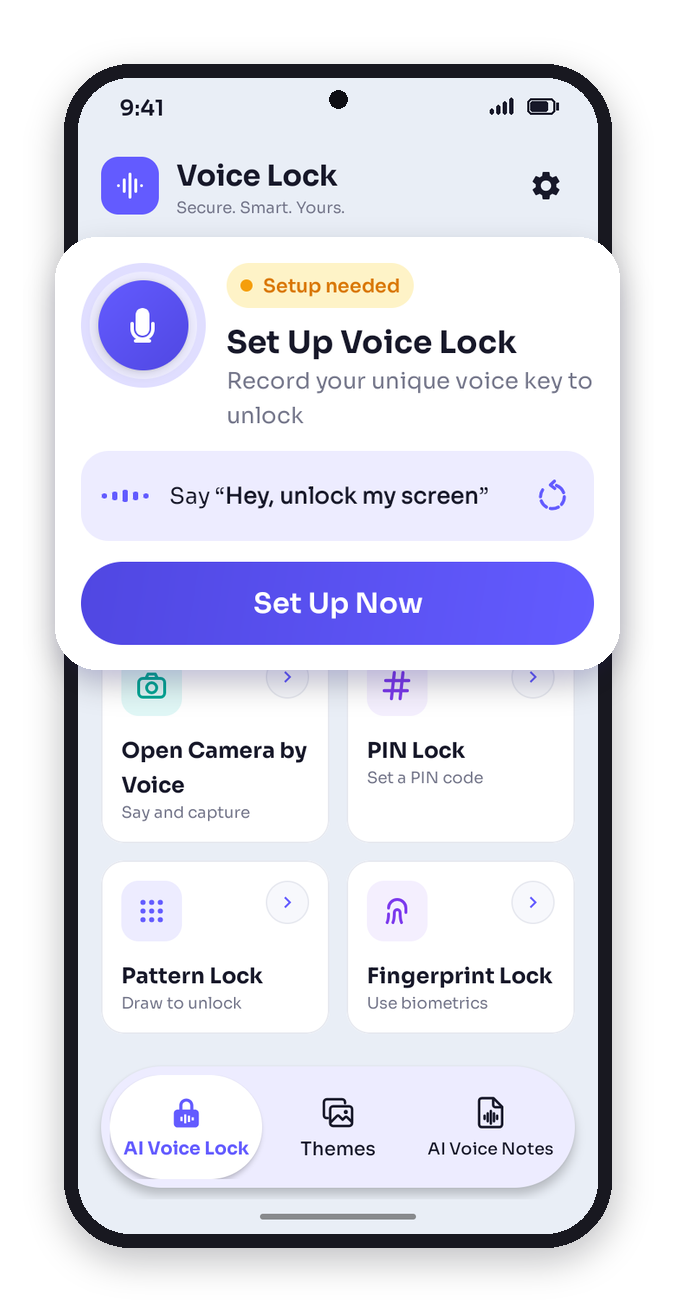 9:41
Voice Lock
Secure. Smart. Yours.
Setup needed
Set Up Voice Lock
Record your unique voice key to
unlock
Say “Hey, unlock my screen”
Set Up Now
Open Camera by
Voice
Say and capture
PIN Lock
Set a PIN code
Pattern Lock
Draw to unlock
Fingerprint Lock
Use biometrics
AI Voice Lock
Themes
AI Voice Notes